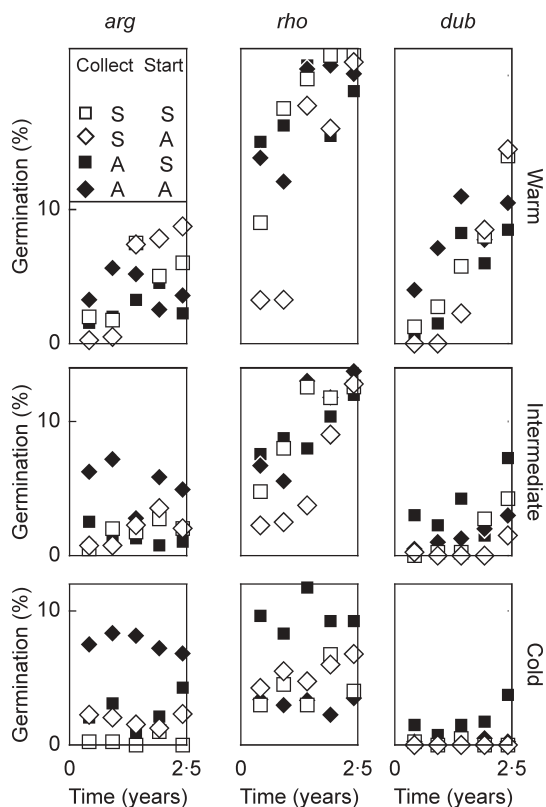 arg rho dub
Collect Start
S S
S A
A S
A A
Germination (%)
10
0
Warm
Germination (%)
10
0
Intermediate
Germination (%)
10
0
Cold
0 2·5 0 2·5 0 2·5
Time (years) Time (years) Time (years)